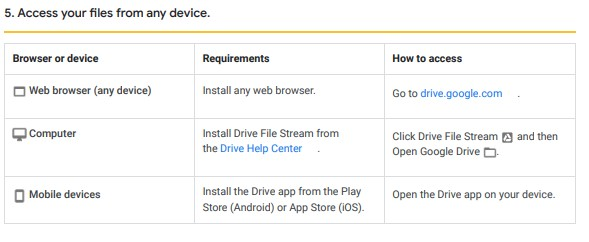 5. Access your files from any device.
Browser or device
Requirements
How to access
Web browser (any device)
Install any web browser.
Go to drive.google.com .
Computer
Install Drive File Stream from
the Drive Help Center .
Click Drive File Stream and then
Open Google Drive .
Mobile devices
Install the Drive app from the Play
Store (Android) or App Store (iOS).
Open the Drive app on your device.